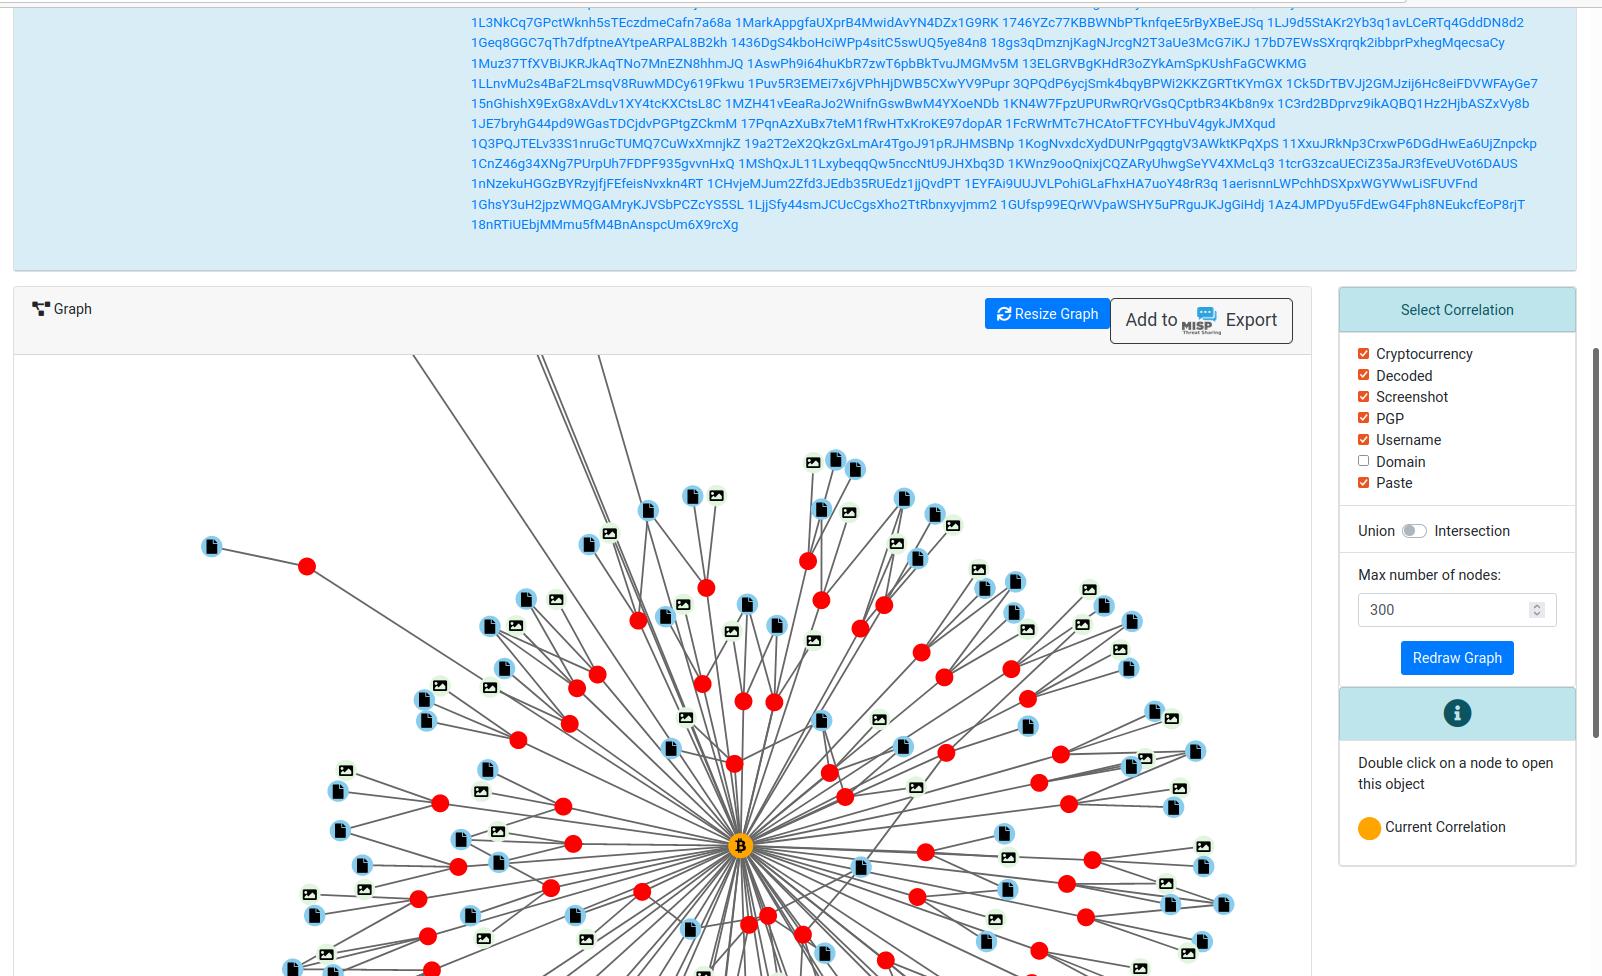 1L3NkCq7GPctWknh5sTEczdmeCafn7a68a 1MarkAppgfaUXprB4MwidAvYN4DZx1G9RK 1746YZc77KBBWNbPTknfqeE5rByXBeEJSq 1LJ9d5StAKr2Yb3q1avLCeRTq4GddDN8d2
1Geq8GGC7qTh7dfptneAYtpeARPAL8B2kh 1436DgS4kboHciWPp4sitC5swUQ5ye84n8 18gs3qDmznjKagNJrcgN2T3aUe3McG7iKJ 17bD7EWsSXrqrqk2ibbprPxhegMqecsaCy
1Muz37TfXVBiJKRJkAqTNo7MnEZN8hhmJQ 1AswPh9i64huKbR7zwT6pbBkTvuJMGMv5M 13ELGRVBgKHdR3oZYkAmSpKUshFaGCWKMG
1LLnvMu2s4BaF2LmsqV8RuwMDCy619Fkwu 1Puv5R3EMEi7x6jVPhHjDWB5CXwYV9Pupr 3QPQdP6ycjSmk4bqyBPWi2KKZGRTtKYmGX 1Ck5DrTBVJj2GMJzij6Hc8eiFDVWFAyGe7
15nGhishX9ExG8xAVdLv1XY4tcKXCtsL8C 1MZH41vEeaRaJo2WnifnGswBwM4YXoeNDb 1KN4W7FpzUPURwRQrVGsQCptbR34Kb8n9x 1C3rd2BDprvz9ikAQBQ1Hz2HjbASZxVy8b
1JE7bryhG44pd9WGasTDCjdvPGPtgZCkmM 17PqnAzXuBx7teM1fRwHTxKroKE97dopAR 1FcRWrMTc7HCAtoFTFCYHbuV4gykJMXqud
1Q3PQJTELv33S1nruGcTUMQ7CuWxXmnjkZ 19a2T2eX2QkzGxLmAr4TgoJ91pRJHMSBNp 1KogNvxdcXydDUNrPgqgtgV3AWktKPqXpS 11XxuJRkNp3CrxwP6DGdHwEa6UjZnpckp
1CnZ46g34XNg7PUrpUh7FDPF935gvvnHxQ 1MShQxJL11LxybeqqQw5nccNtU9JHXbq3D 1KWnz9ooQnixjCQZARyUhwgSeYV4XMcLq3 1tcrG3zcaUECiZ35aJR3fEveUVot6DAUS
1nNzekuHGGzBYRzyjfjFEfeisNvxkn4RT 1CHvjeMJum2Zfd3JEdb35RUEdz1jjQvdPT 1EYFAi9UUJVLPohiGLaFhxHA7uoY48rR3q 1aerisnnLWPchhDSXpxWGYWwLiSFUVFnd
1GhsY3uH2jpzWMQGAMryKJVSbPCZcYS5SL 1LjjSfy44smJCUcCgsXho2TtRbnxyvjmm2 1GUfsp99EQrWVpaWSHY5uPRguJKJgGiHdj 1Az4JMPDyu5FdEwG4Fph8NEukcfEoP8rjT
18nRTiUEbjMMmu5fM4BnAnspcUm6X9rcXg
Graph
Resize Graph
Add to MISP Threat Sharing Export
Select Correlation
Cryptocurrency
Decoded
Screenshot
PGP
Username
Domain
Paste
Union Intersection
Max number of nodes:
300
Redraw Graph
Double click on a node to open
this object
Current Correlation